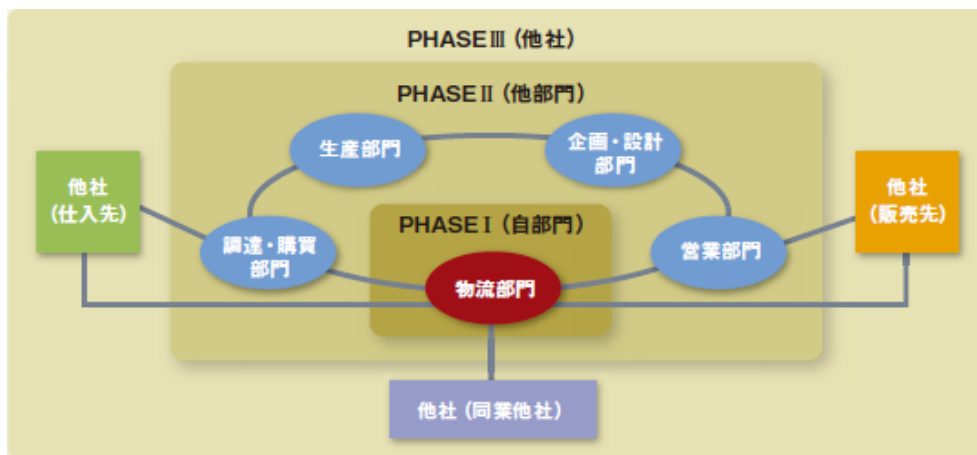 PHASEⅢ（他社）
PHASEⅡ（他部門）
生産部門
企画・設計
部門
他社
（仕入先）
他社
（販売先）
PHASEⅠ（自部門）
調達・購買
部門
営業部門
物流部門
他社（同業他社）